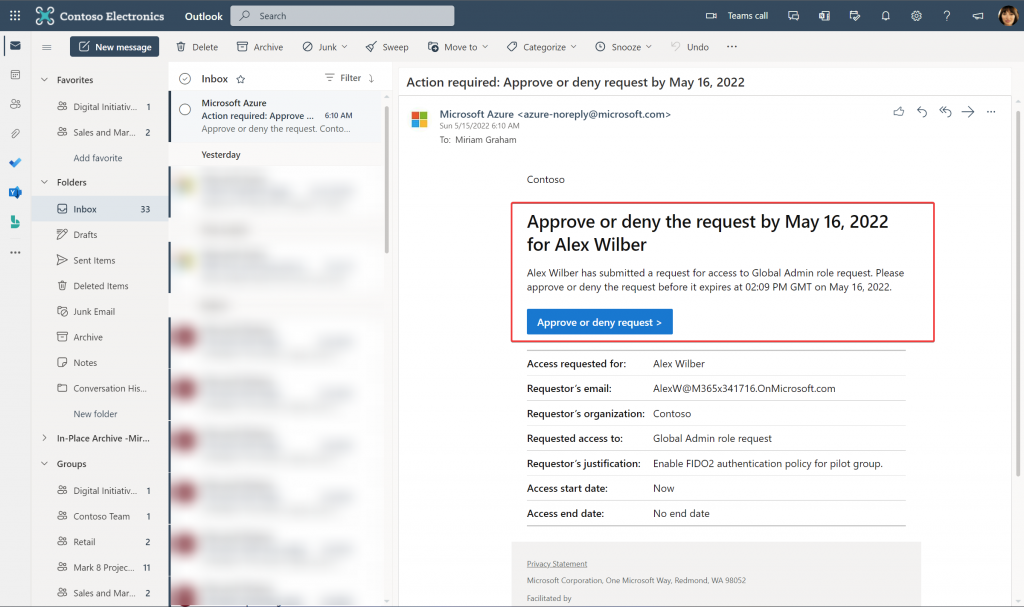 Contoso Electronics
Outlook
Search
Teams call
New message
Delete
Archive
Junk
Sweep
Move to
Categorize
Snooze
Undo
Favorites
Digital Initiativ... 1
Sales and Mar... 2
Add favorite
Folders
Inbox 33
Drafts
Sent Items
Deleted Items
Junk Email
Archive
Notes
Conversation His...
New folder
In-Place Archive -Mir...
Groups
Digital Initiativ... 1
Contoso Team 1
Retail 2
Mark 8 Projec... 11
Sales and Mar... 2
Inbox
Filter
Microsoft Azure
Action required: Approve ... 6:10 AM
Approve or deny the request. Conto...
Yesterday
Action required: Approve or deny request by May 16, 2022
Microsoft Azure <azure-noreply@microsoft.com>
Sun 5/15/2022 6:10 AM
To: Miriam Graham
Contoso
Approve or deny the request by May 16, 2022
for Alex Wilber
Alex Wilber has submitted a request for access to Global Admin role request. Please
approve or deny the request before it expires at 02:09 PM GMT on May 16, 2022.
Approve or deny request >
Access requested for: Alex Wilber
Requestor's email: AlexW@M365x341716.OnMicrosoft.com
Requestor's organization: Contoso
Requested access to: Global Admin role request
Requestor's justification: Enable FIDO2 authentication policy for pilot group.
Access start date: Now
Access end date: No end date
Privacy Statement
Microsoft Corporation, One Microsoft Way, Redmond, WA 98052
Facilitated by